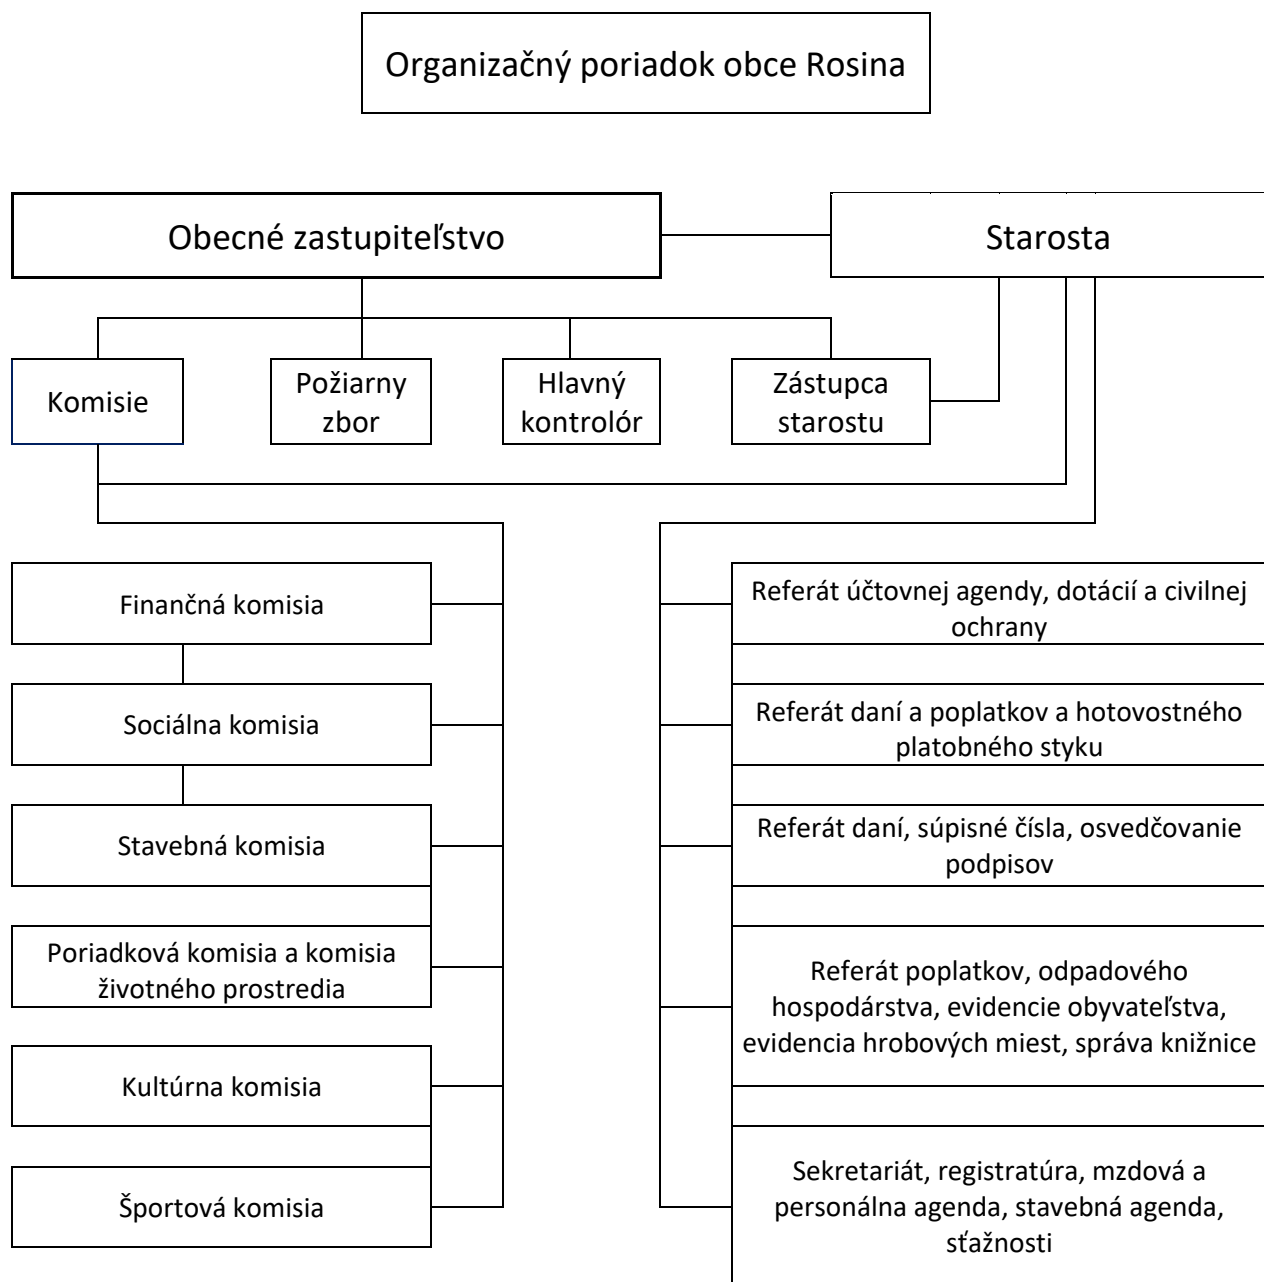 Organizačný poriadok obce Rosina
Obecné zastupiteľstvo
Starosta
Komisie
Požiarny
zbor
Hlavný
kontrolór
Zástupca
starostu
Finančná komisia
Sociálna komisia
Stavebná komisia
Poriadková komisia a komisia
životného prostredia
Kultúrna komisia
Športová komisia
Referát účtovnej agendy, dotácií a civilnej
ochrany
Referát daní a poplatkov a hotovostného
platobného styku
Referát daní, súpisné čísla, osvedčovanie
podpisov
Referát poplatkov, odpadového
hospodárstva, evidencie obyvateľstva,
evidencia hrobových miest, správa knižnice
Sekretariát, registratúra, mzdová a
personálna agenda, stavebná agenda,
sťažnosti